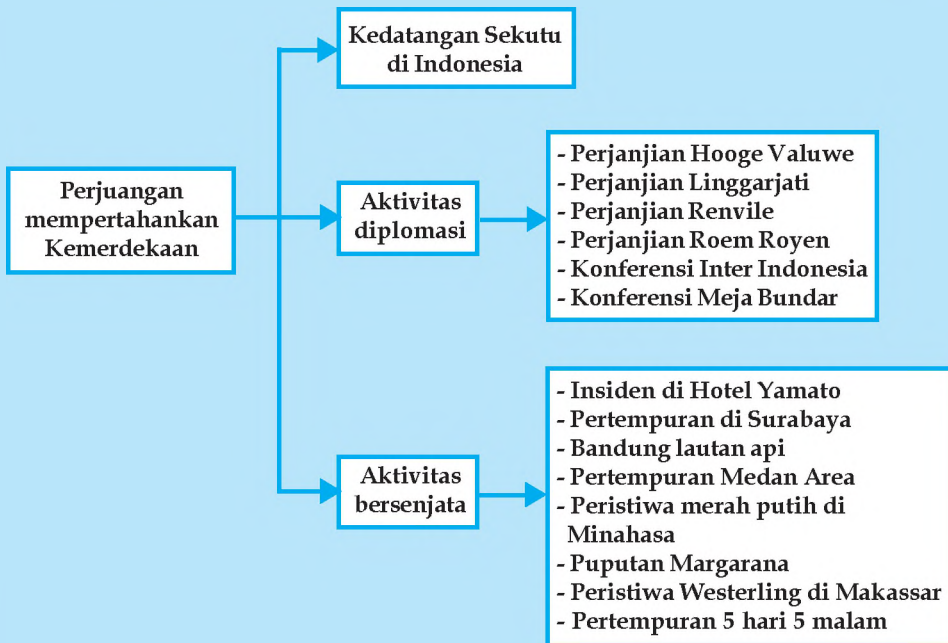 Kedatangan Sekutu
di Indonesia
Perjuangan
mempertahankan
Kemerdekaan
Aktivitas
diplomasi
- Perjanjian Hooge Valuwe
- Perjanjian Linggarjati
- Perjanjian Renvile
- Perjanjian Roem Royen
- Konferensi Inter Indonesia
- Konferensi Meja Bundar
Aktivitas
bersenjata
- Insiden di Hotel Yamato
- Pertempuran di Surabaya
- Bandung lautan api
- Pertempuran Medan Area
- Peristiwa merah putih di
Minahasa
- Puputan Margarana
- Peristiwa Westerling di Makassar
- Pertempuran 5 hari 5 malam